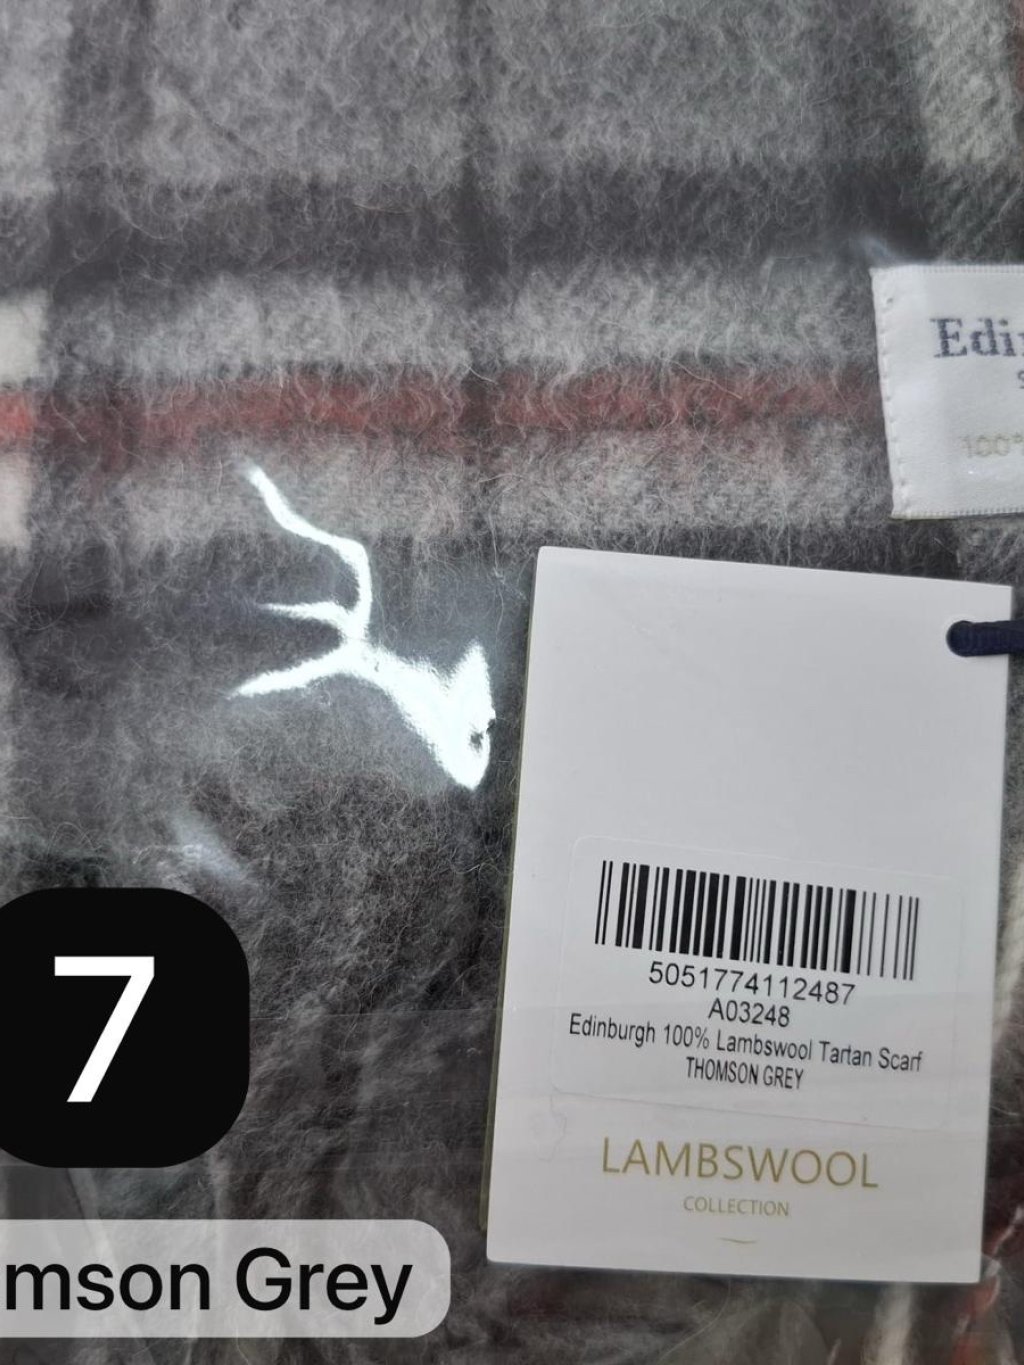 Edi
100%
5051774112487
A03248
Edinburgh 100% Lambswool Tartan Scarf
THOMSON GREY
LAMBSWOOL
COLLECTION
7
mson Grey